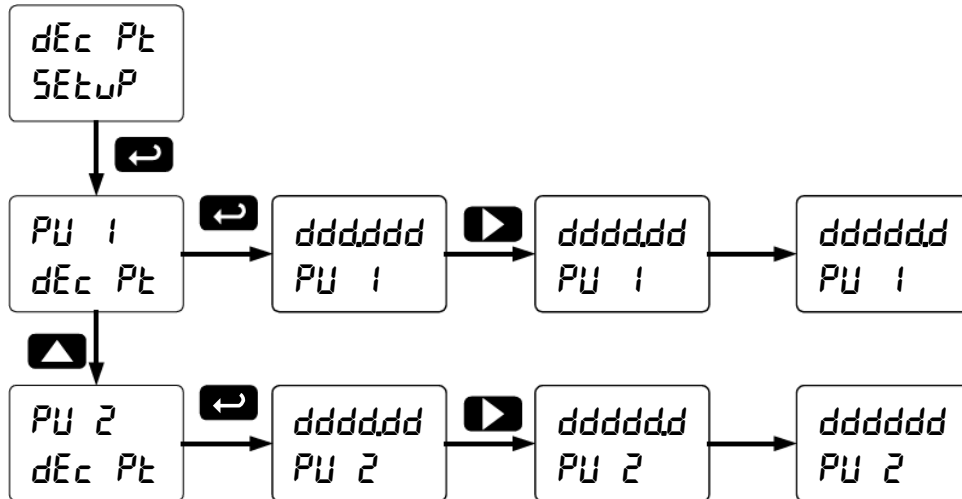 dEc Pt
SEtuP
PV 1
dEc Pt
ddd.ddd
PV 1
dddd.dd
PV 1
ddddd.d
PV 1
PV 2
dEc Pt
dddd.dd
PV 2
ddddd.d
PV 2
dddddd
PV 2